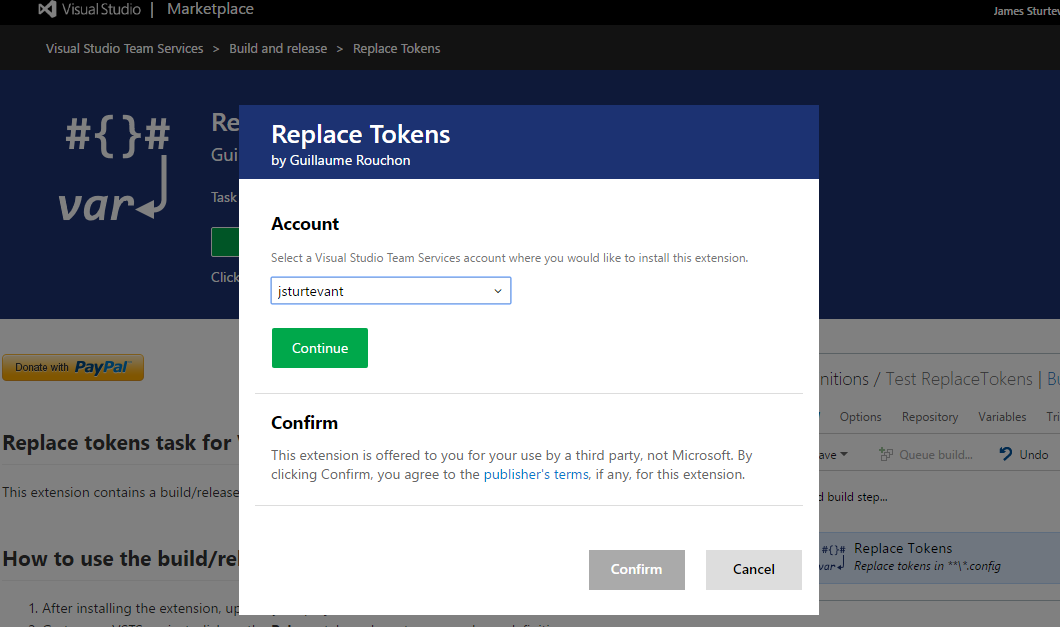 Visual Studio | Marketplace
James Sturtev
Visual Studio Team Services > Build and release > Replace Tokens
#{}#
var
Re
Gui
Task
Click
Replace Tokens
by Guillaume Rouchon
Account
Select a Visual Studio Team Services account where you would like to install this extension.
jsturtevant
Continue
Confirm
This extension is offered to you for your use by a third party, not Microsoft. By
clicking Confirm, you agree to the publisher's terms, if any, for this extension.
Confirm
Cancel
Donate with PayPal
Replace tokens task for
This extension contains a build/release
How to use the build/rel
1. After installing the extension, up
nitions / Test ReplaceTokens | Bu
Options Repository Variables Tri
ave Queue build... Undo
d build step...
#{}# Replace Tokens
var Replace tokens in **\*.config